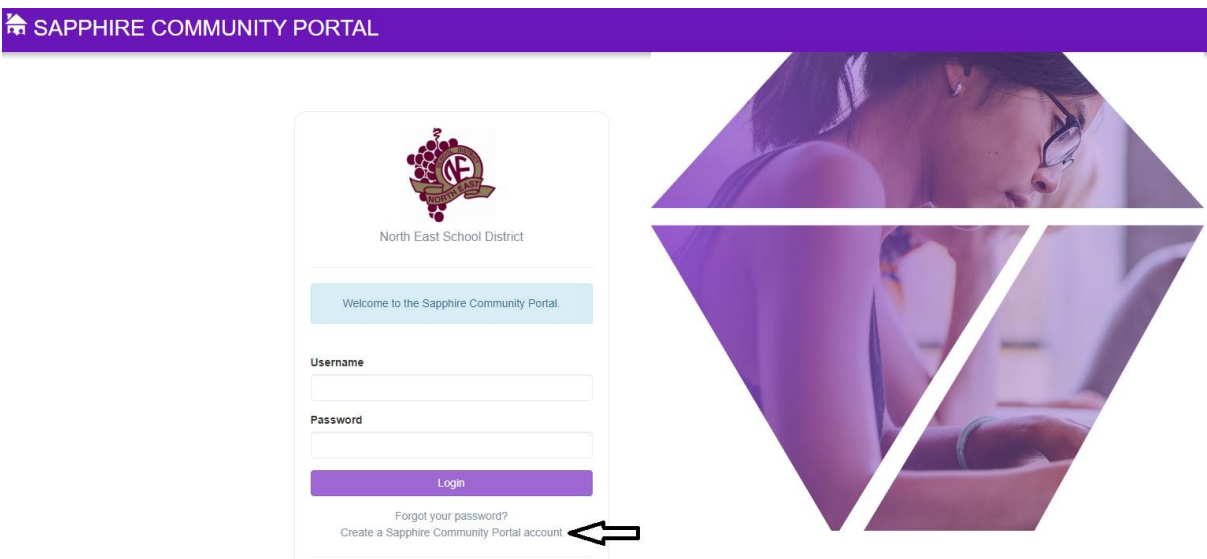 SAPPHIRE COMMUNITY PORTAL
NE
NORTH EAST
North East School District
Welcome to the Sapphire Community Portal.
Username
Password
Login
Forgot your password?
Create a Sapphire Community Portal account